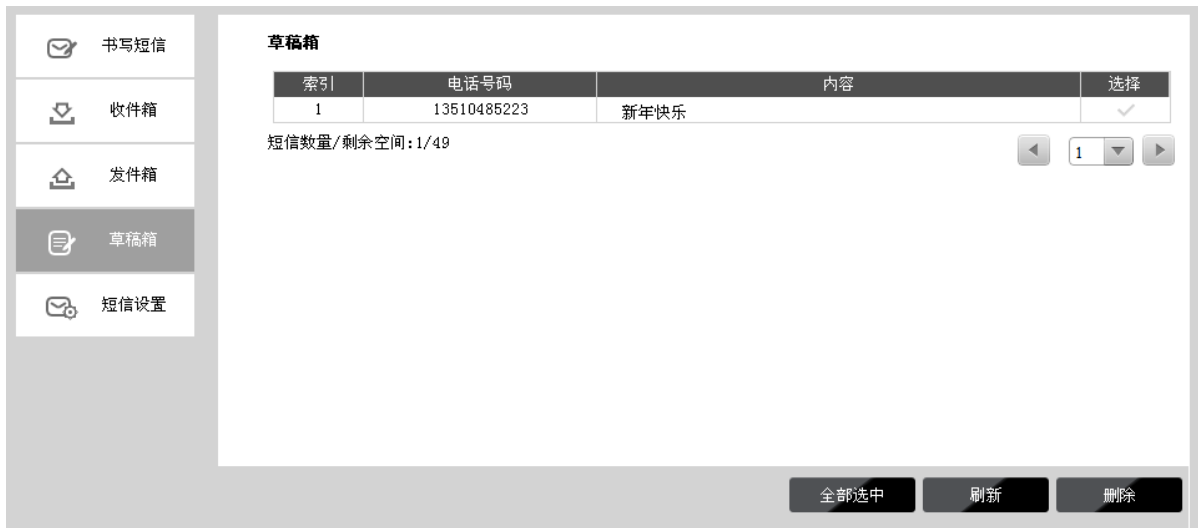 书写短信
收件箱
发件箱
草稿箱
短信设置
草稿箱
索引 电话号码 内容 选择
1 13510485223 新年快乐
短信数量/剩余空间:1/49
1
全部选中 刷新 删除